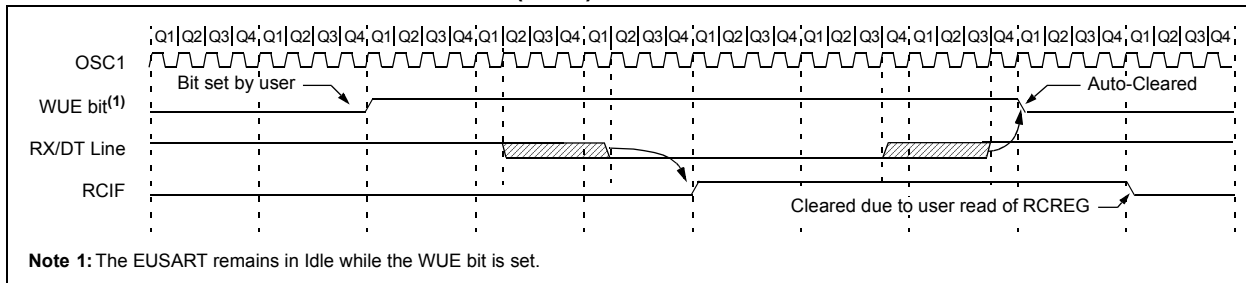 Q1 Q2 Q3 Q4 Q1 Q2 Q3 Q4 Q1 Q2 Q3 Q4 Q1 Q2 Q3 Q4 Q1 Q2 Q3 Q4 Q1 Q2 Q3 Q4 Q1 Q2 Q3 Q4 Q1 Q2 Q3 Q4 Q1 Q2 Q3 Q4 Q1 Q2 Q3 Q4
OSC1
Bit set by user
Auto-Cleared
WUE bit(1)
RX/DT Line
RCIF
Cleared due to user read of RCREG
Note 1: The EUSART remains in Idle while the WUE bit is set.